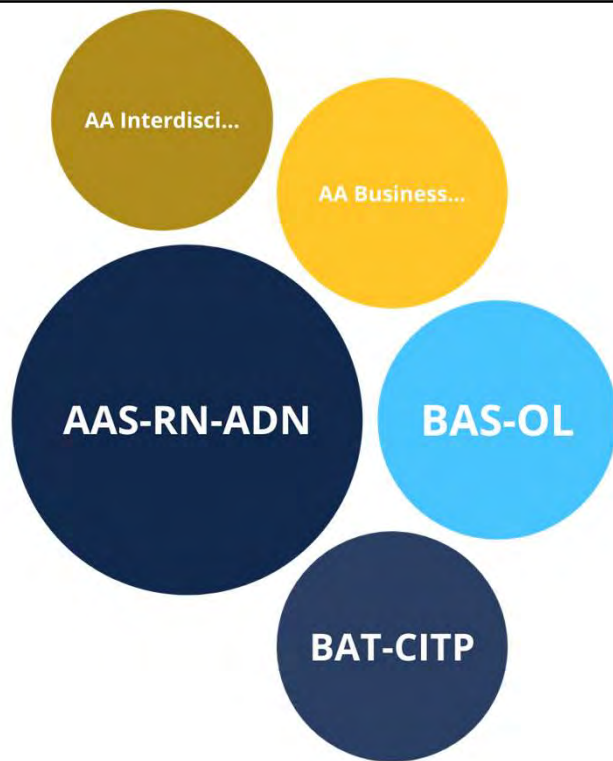 AA Interdisci...
AA Business...
AAS-RN-ADN
BAS-OL
BAT-CITP